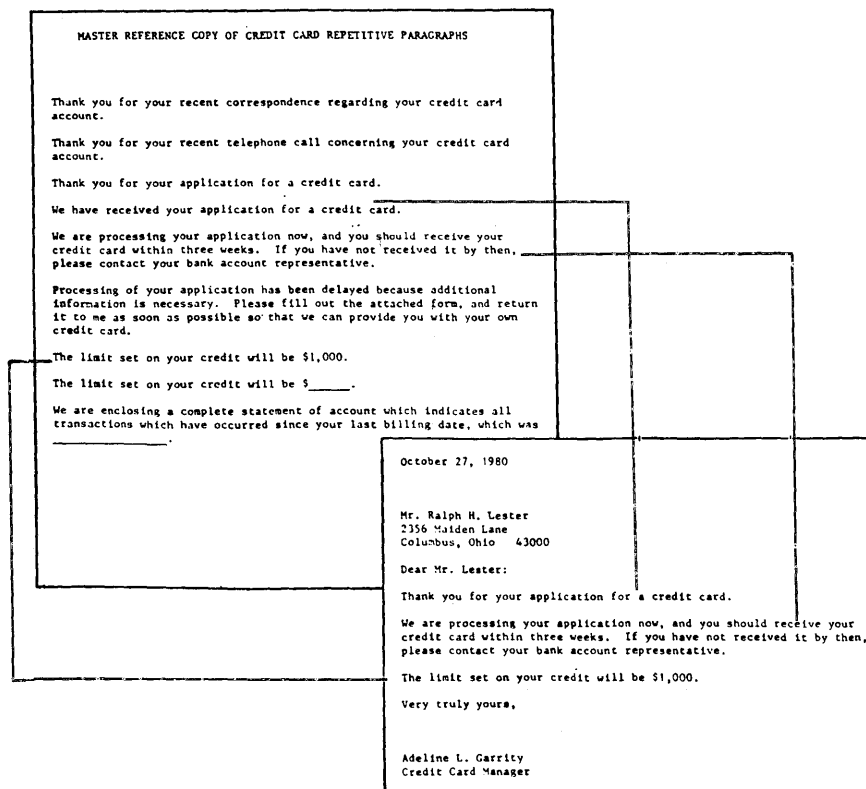 MASTER REFERENCE COPY OF CREDIT CARD REPETITIVE PARAGRAPHS
Thank you for your recent correspondence regarding your credit card
account.
Thank you for your recent telephone call concerning your credit card
account.
Thank you for your application for a credit card.
We have received your application for a credit card.
We are processing your application now, and you should receive your
credit card within three weeks. If you have not received it by then,
please contact your bank account representative.
Processing of your application has been delayed because additional
information is necessary. Please fill out the attached form, and return
it to me as soon as possible so that we can provide you with your own
credit card.
The limit set on your credit will be $1,000.
The limit set on your credit will be $______.
We are enclosing a complete statement of account which indicates all
transactions which have occurred since your last billing date, which was
________________.
October 27, 1980
Mr. Ralph H. Lester
2356 Maiden Lane
Columbus, Ohio 43000
Dear Mr. Lester:
Thank you for your application for a credit card.
We are processing your application now, and you should receive your
credit card within three weeks. If you have not received it by then,
please contact your bank account representative.
The limit set on your credit will be $1,000.
Very truly yours,
Adeline L. Garrity
Credit Card Manager